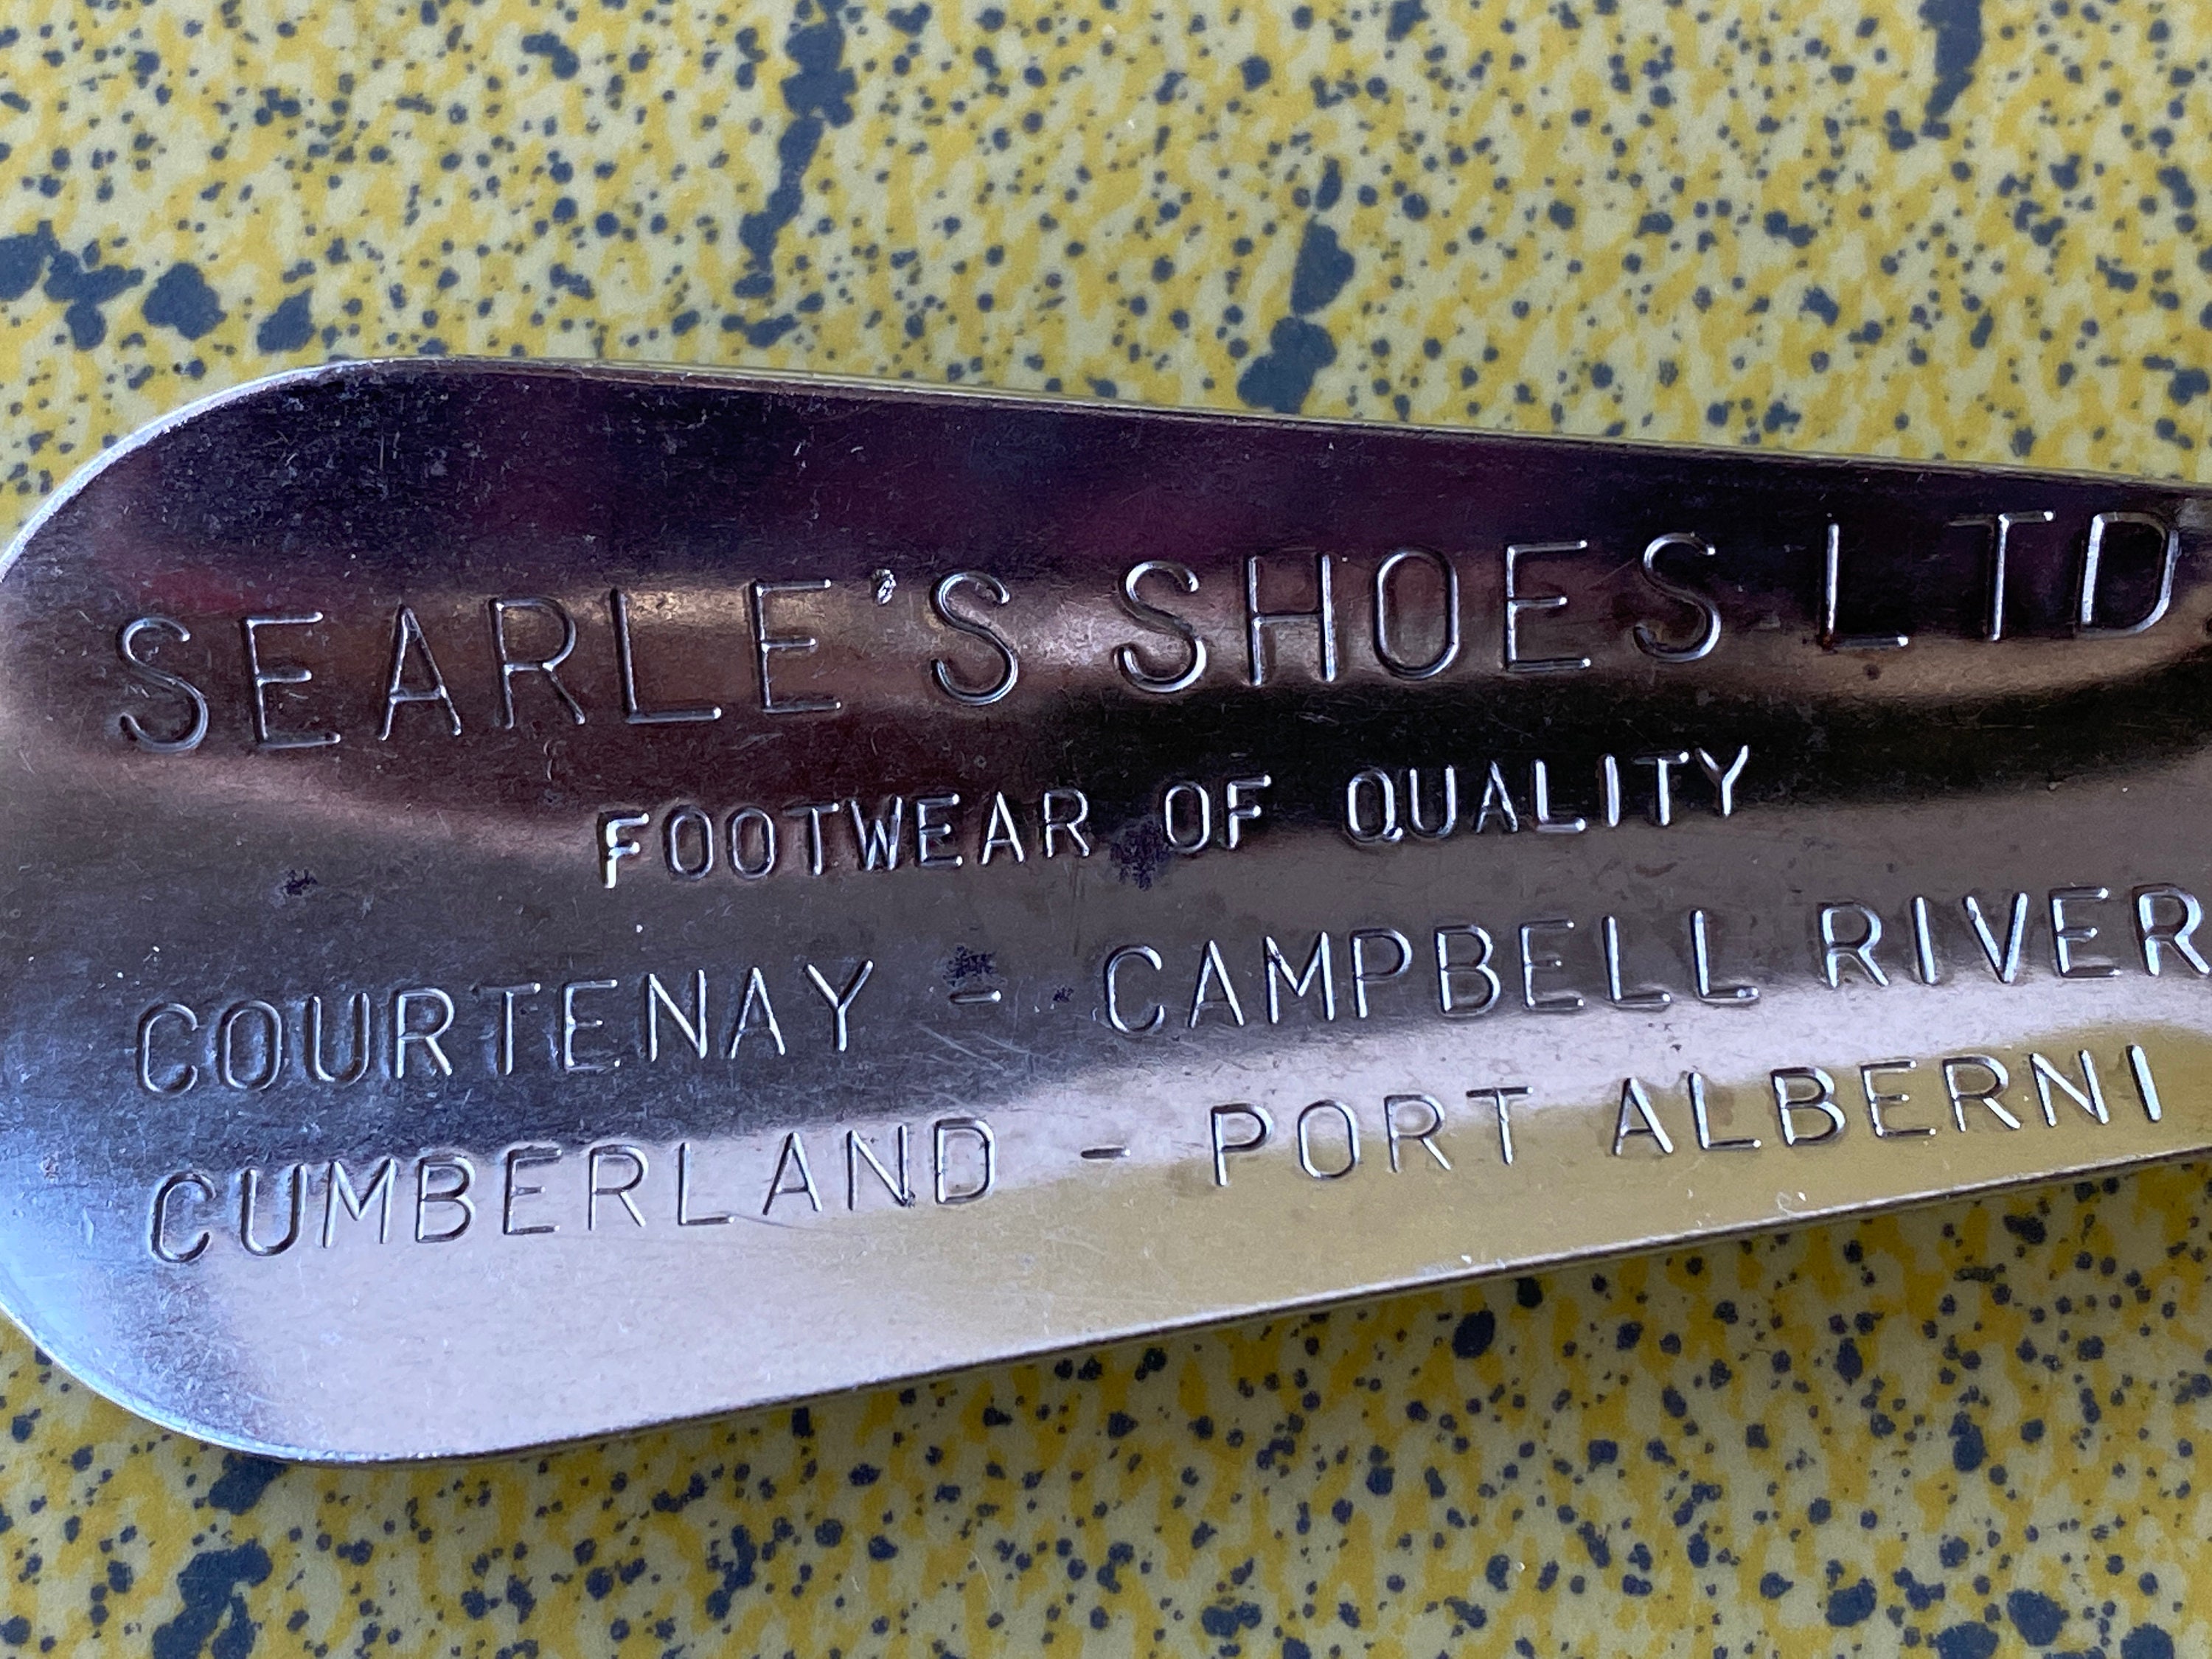 SEARLE'S SHOES LTD
FOOTWEAR OF QUALITY
COURTENAY - CAMPBELL RIVER
CUMBERLAND - PORT ALBERNI